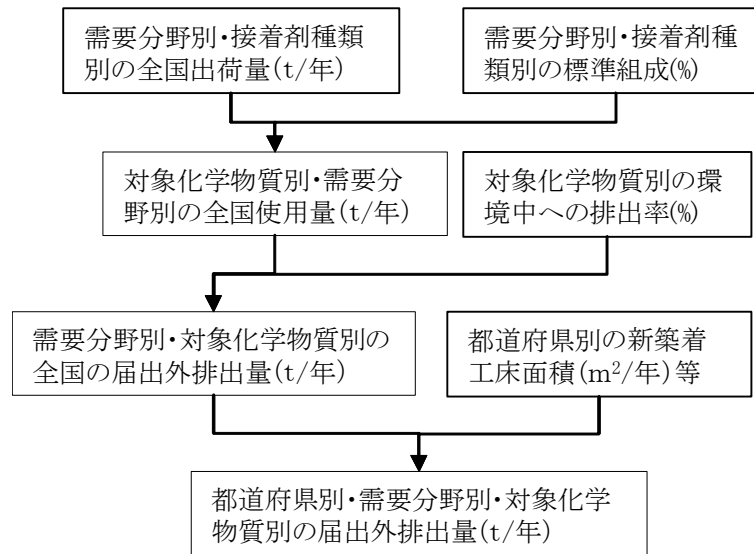 需要分野別・接着剤種類
別の全国出荷量(t/年)
需要分野別・接着剤種
類別の標準組成(%)
対象化学物質別・需要分
野別の全国使用量(t/年)
対象化学物質別の環
境中への排出率(%)
需要分野別・対象化学物質別の
全国の届出外排出量(t/年)
都道府県別の新築着
工床面積(m²/年)等
都道府県別・需要分野別・対象化学
物質別の届出外排出量(t/年)